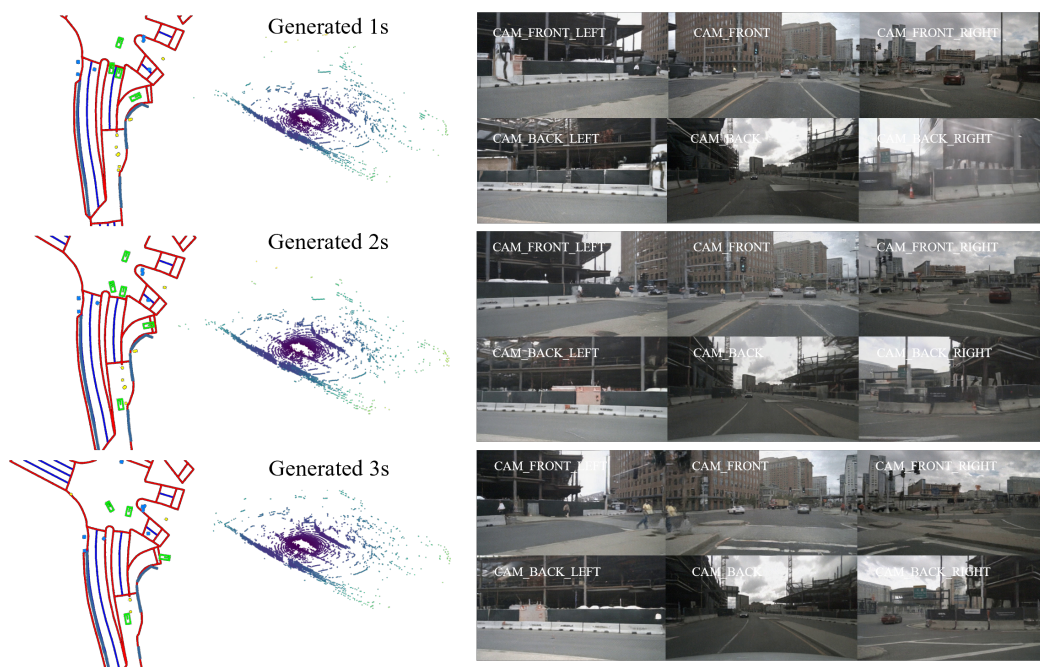 Generated 1s
CAM_FRONT_LEFT
CAM_FRONT
CAM_FRONT_RIGHT
CAM_BACK_LEFT
CAM_BACK
CAM_BACK_RIGHT
Generated 2s
CAM_FRONT_LEFT
CAM_FRONT
CAM_FRONT_RIGHT
CAM_BACK_LEFT
CAM_BACK
CAM_BACK_RIGHT
Generated 3s
CAM_FRONT_LEFT
CAM_FRONT
CAM_FRONT_RIGHT
CAM_BACK_LEFT
CAM_BACK
CAM_BACK_RIGHT